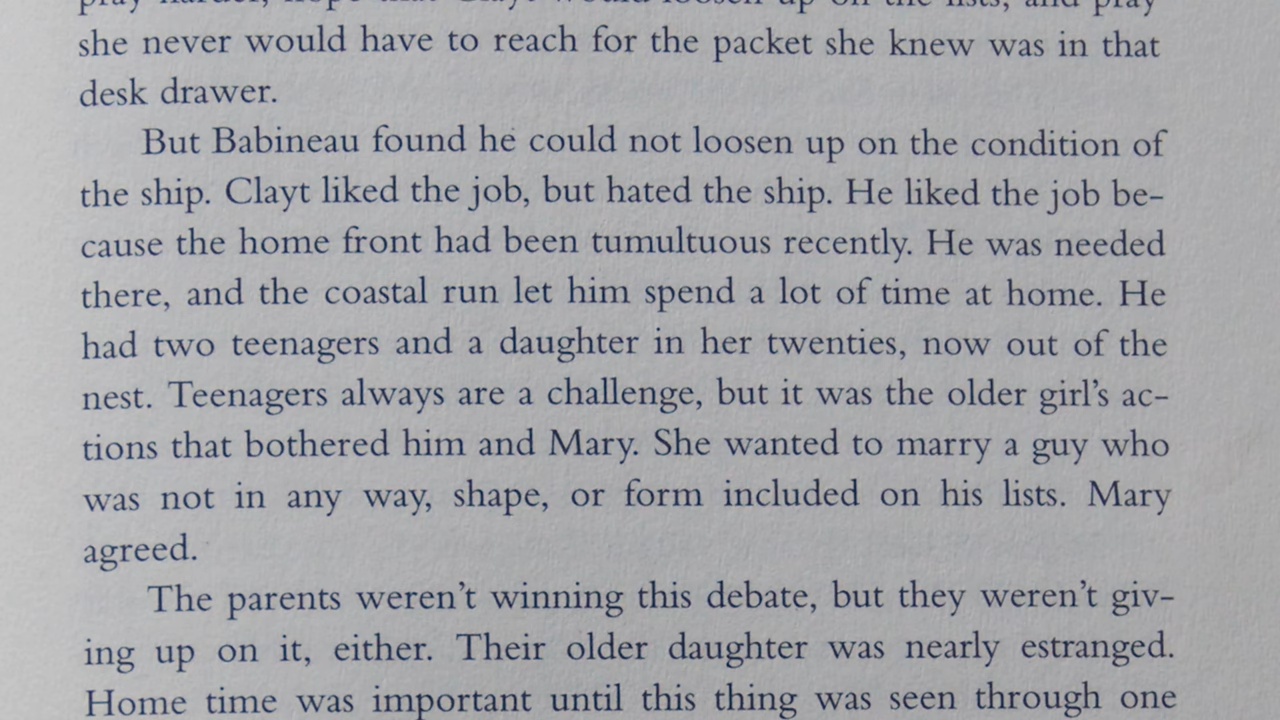 she never would have to reach for the packet she knew was in that
desk drawer.
But Babineau found he could not loosen up on the condition of
the ship. Clayt liked the job, but hated the ship. He liked the job be-
cause the home front had been tumultuous recently. He was needed
there, and the coastal run let him spend a lot of time at home. He
had two teenagers and a daughter in her twenties, now out of the
nest. Teenagers always are a challenge, but it was the older girl's ac-
tions that bothered him and Mary. She wanted to marry a guy who
was not in any way, shape, or form included on his lists. Mary
agreed.
The parents weren't winning this debate, but they weren't giv-
ing up on it, either. Their older daughter was nearly estranged.
Home time was important until this thing was seen through one